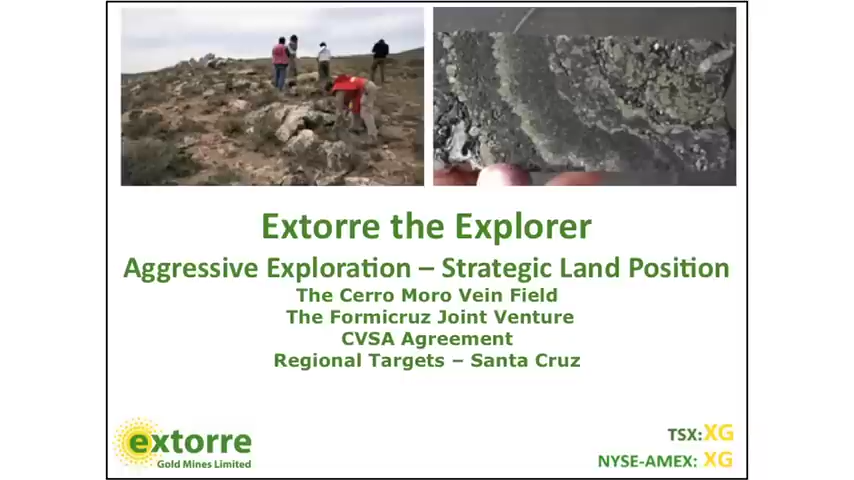 Extorre the Explorer
Aggressive Exploration – Strategic Land Position
The Cerro Moro Vein Field
The Formicruz Joint Venture
CVSA Agreement
Regional Targets – Santa Cruz
extorre
Gold Mines Limited
TSX:XG
NYSE-AMEX: XG